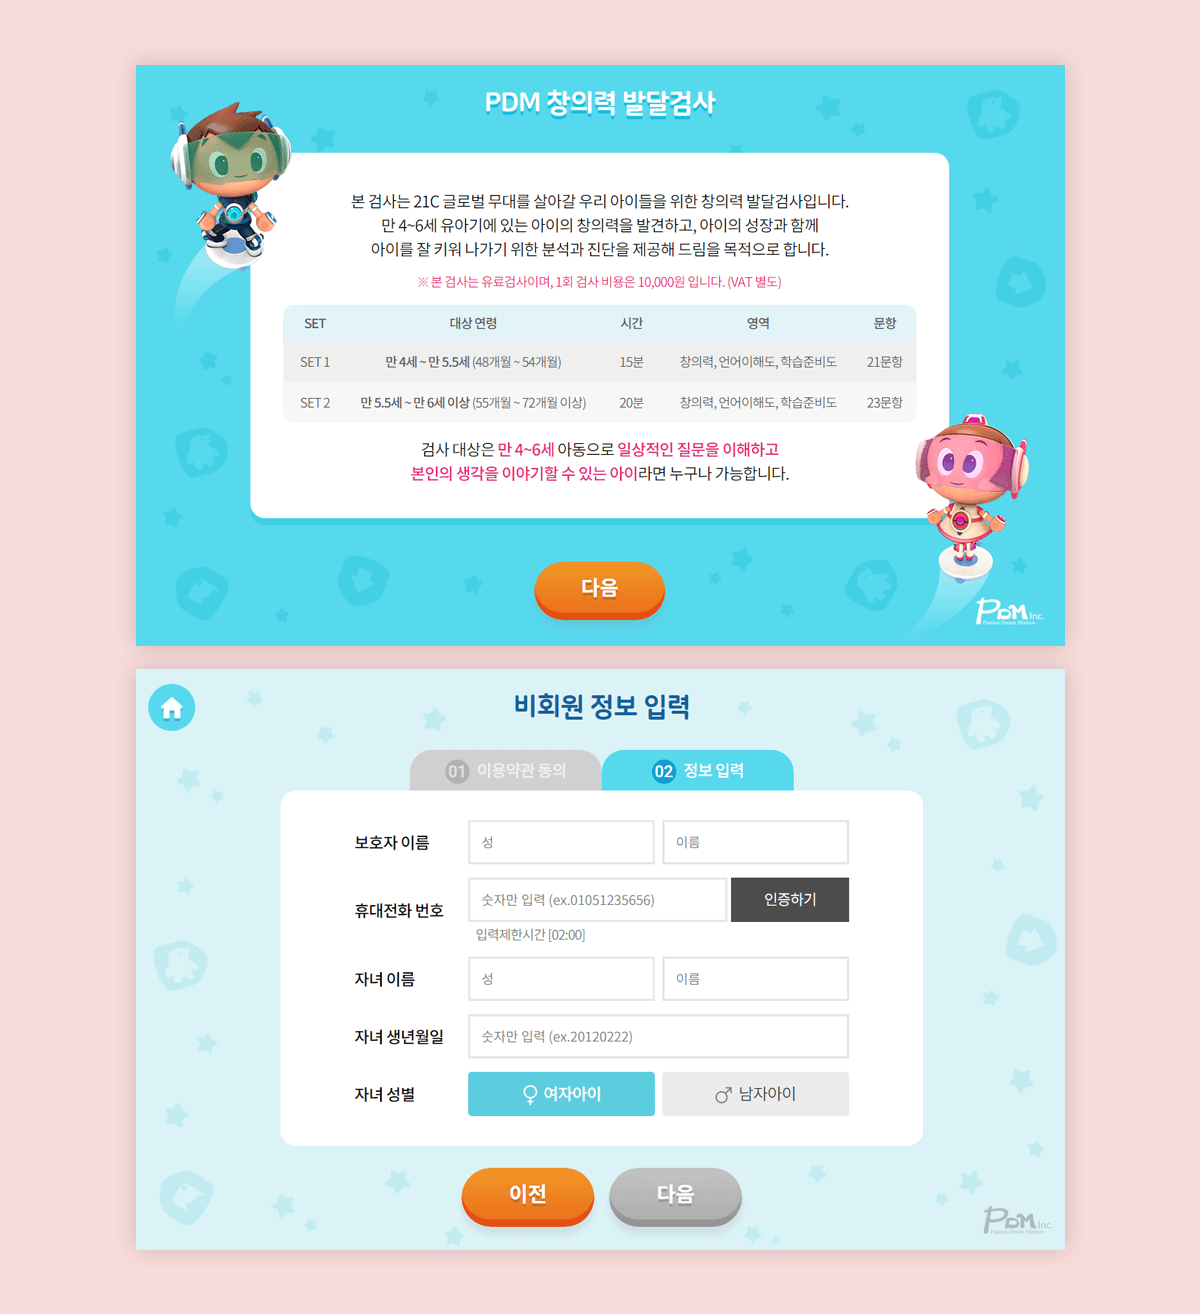 PDM 창의력 발달검사
본 검사는 21C 글로벌 무대를 살아갈 우리 아이들을 위한 창의력 발달검사입니다.
만 4~6세 유아기에 있는 아이의 창의력을 발견하고, 아이의 성장과 함께
아이를 잘 키워 나가기 위한 분석과 진단을 제공해 드림을 목적으로 합니다.
※ 본 검사는 유료검사이며, 1회 검사 비용은 10,000원 입니다. (VAT 별도)
SET 대상 연령 시간 영역 문항
SET 1 만 4세 ~ 만 5.5세 (48개월 ~ 54개월) 15분 창의력, 언어이해도, 학습준비도 21문항
SET 2 만 5.5세 ~ 만 6세 이상 (55개월 ~ 72개월 이상) 20분 창의력, 언어이해도, 학습준비도 23문항
검사 대상은 만 4~6세 아동으로 일상적인 질문을 이해하고
본인의 생각을 이야기할 수 있는 아이라면 누구나 가능합니다.
다음
PDM Inc.
Passion Dream Mission
비회원 정보 입력
01 이용약관 동의
02 정보 입력
보호자 이름 성 이름
휴대전화 번호 숫자만 입력 (ex.01051235656) 인증하기
입력제한시간 [02:00]
자녀 이름 성 이름
자녀 생년월일 숫자만 입력 (ex.20120222)
자녀 성별 여자아이 남자아이
이전 다음
PDM Inc.
Passion Dream Mission